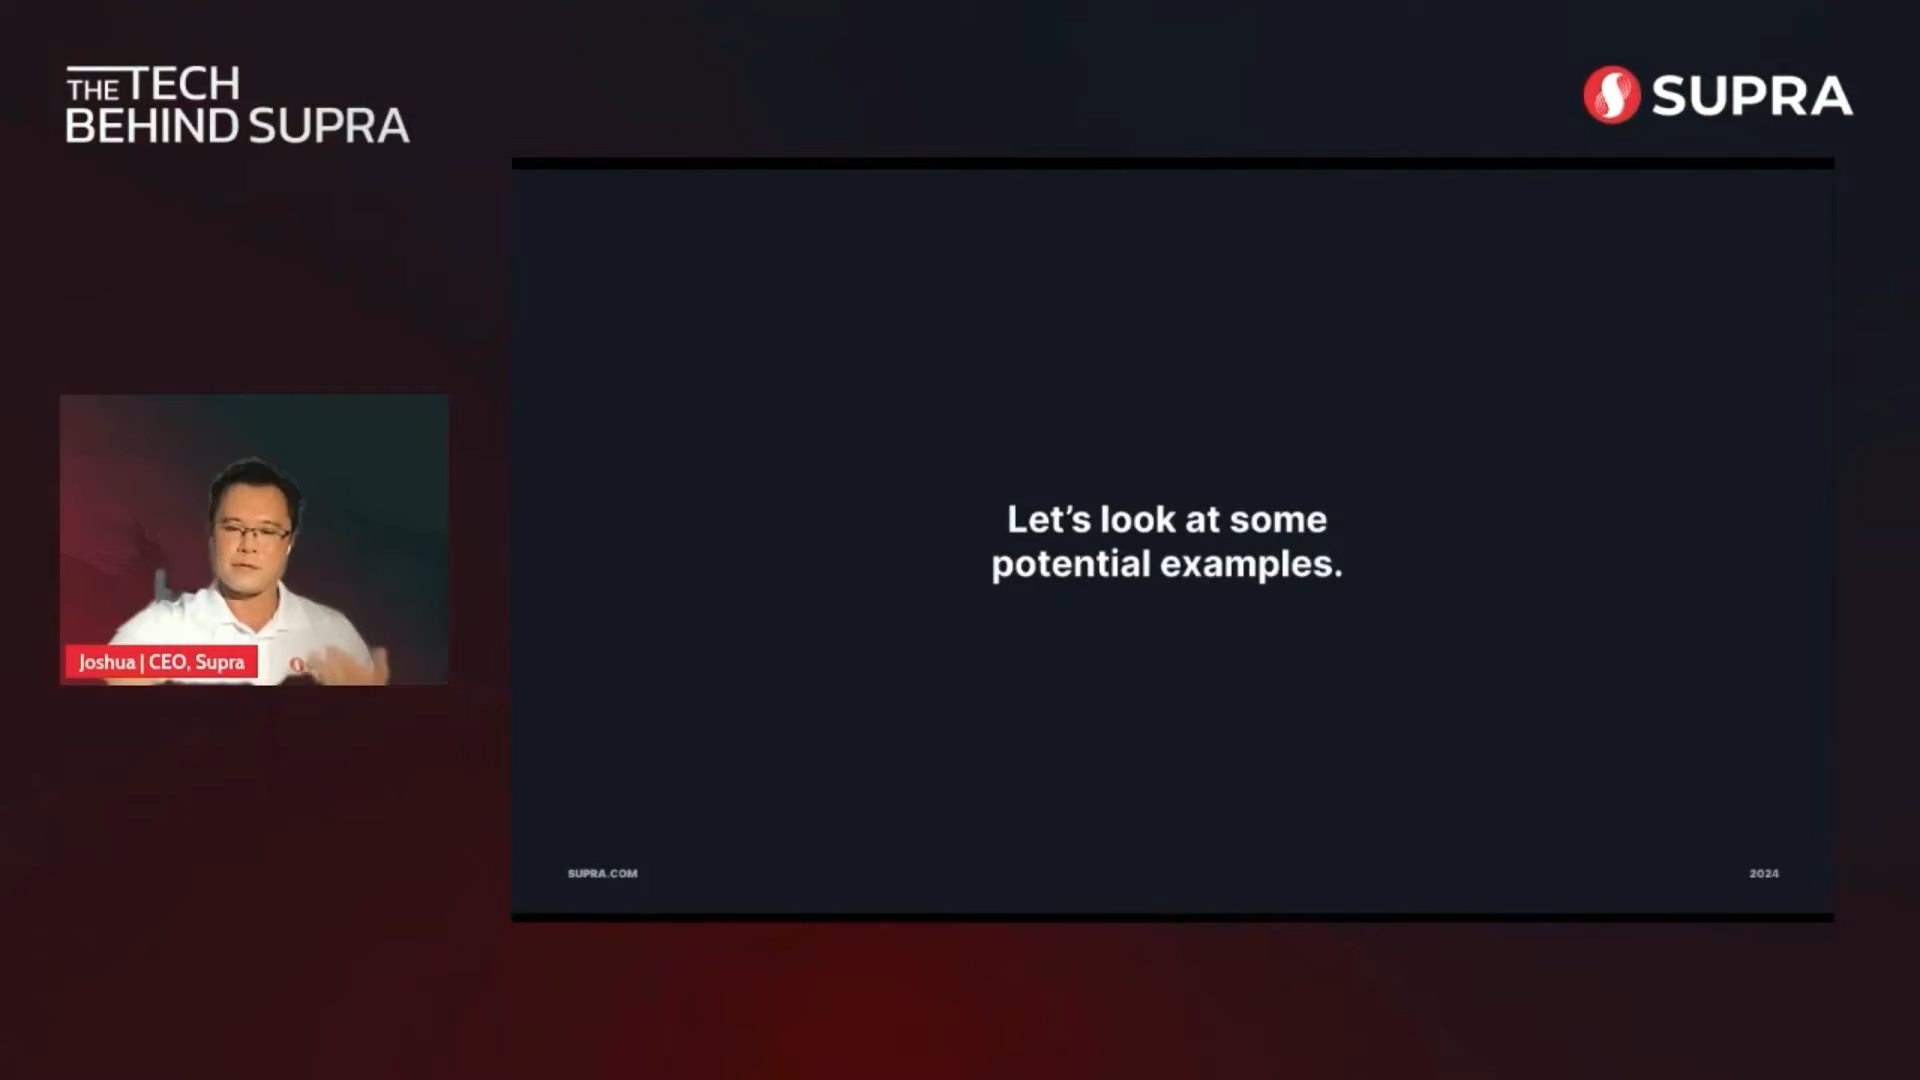 THE TECH
BEHIND SUPRA
SUPRA
Let's look at some
potential examples.
Joshua | CEO, Supra
SUPRA.COM
2024